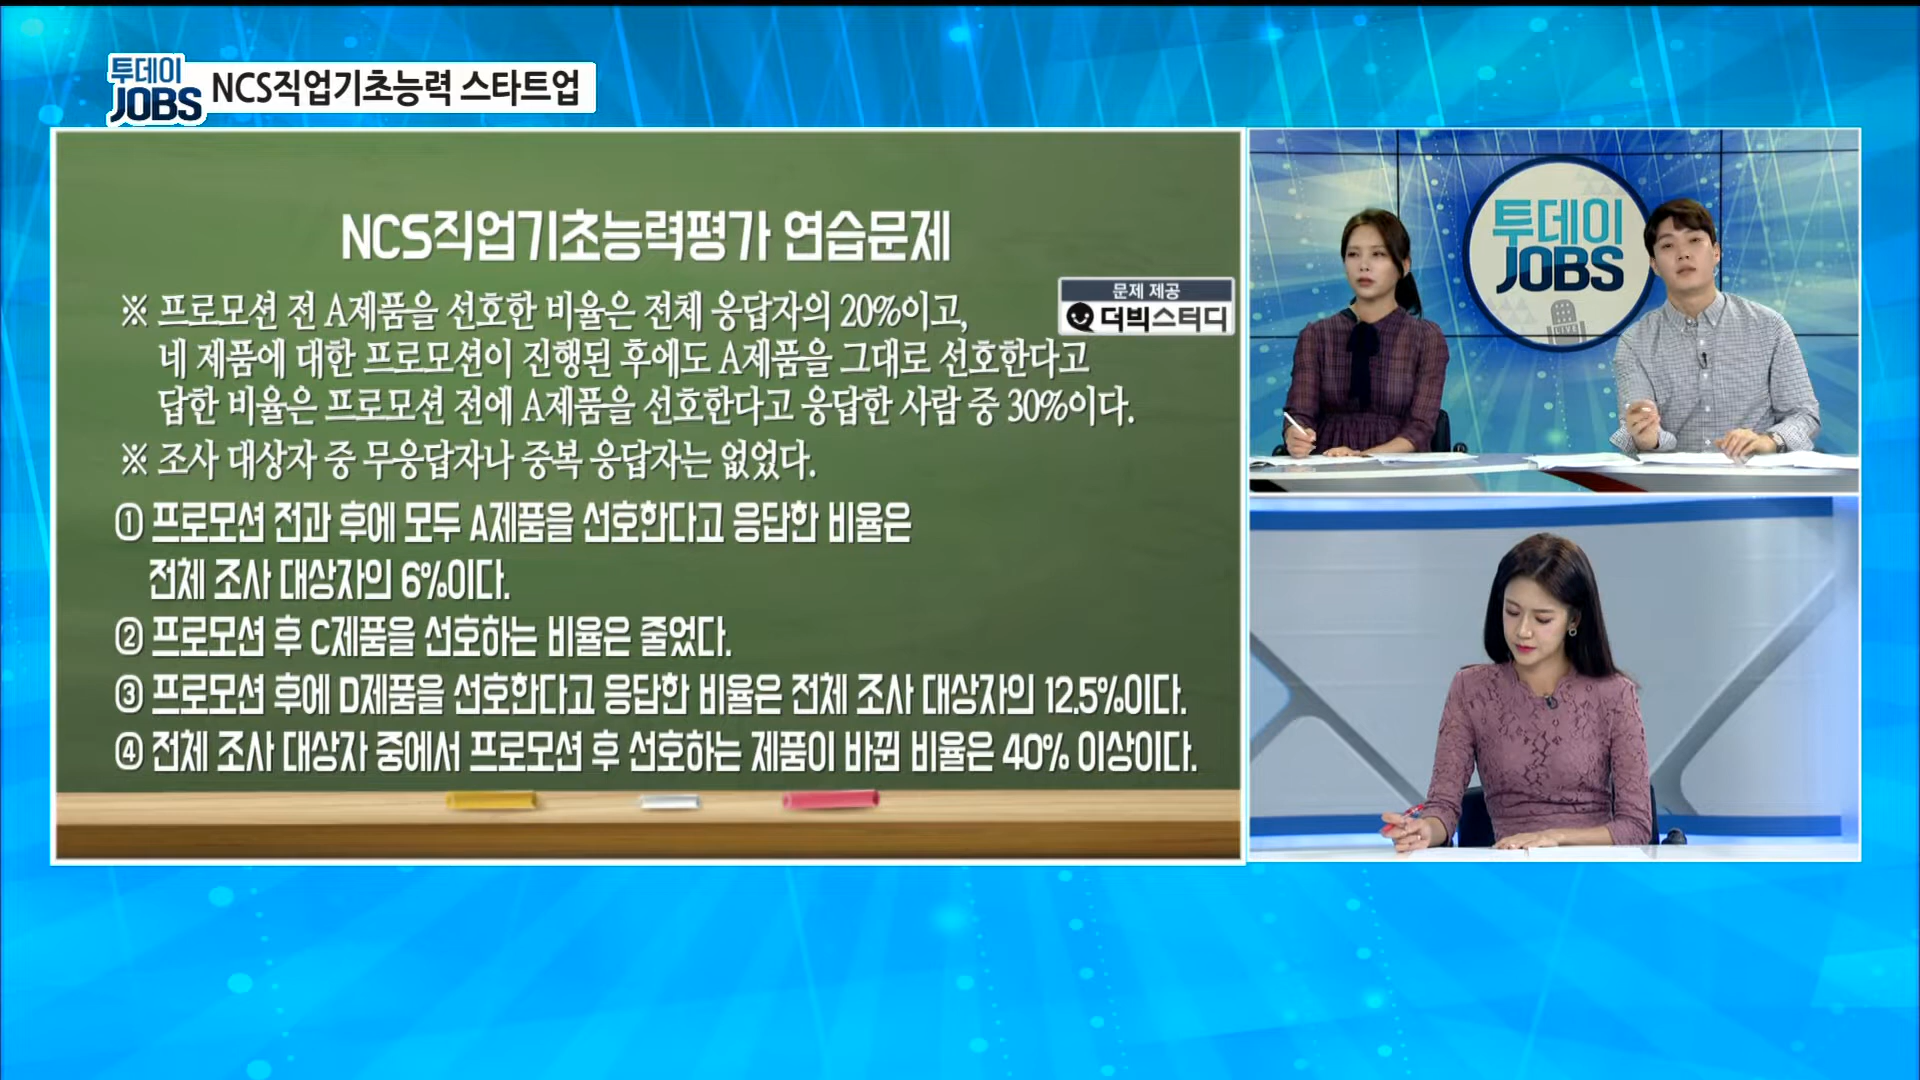 투데이
JOBS
NCS직업기초능력 스타트업
NCS직업기초능력평가 연습문제
문제 제공
더빅스터디
※ 프로모션 전 A제품을 선호한 비율은 전체 응답자의 20%이고,
네 제품에 대한 프로모션이 진행된 후에도 A제품을 그대로 선호한다고
답한 비율은 프로모션 전에 A제품을 선호한다고 응답한 사람 중 30%이다.
※ 조사 대상자 중 무응답자나 중복 응답자는 없었다.
① 프로모션 전과 후에 모두 A제품을 선호한다고 응답한 비율은
전체 조사 대상자의 6%이다.
② 프로모션 후 C제품을 선호하는 비율은 줄었다.
③ 프로모션 후에 D제품을 선호한다고 응답한 비율은 전체 조사 대상자의 12.5%이다.
④ 전체 조사 대상자 중에서 프로모션 후 선호하는 제품이 바뀐 비율은 40% 이상이다.
투데이
JOBS